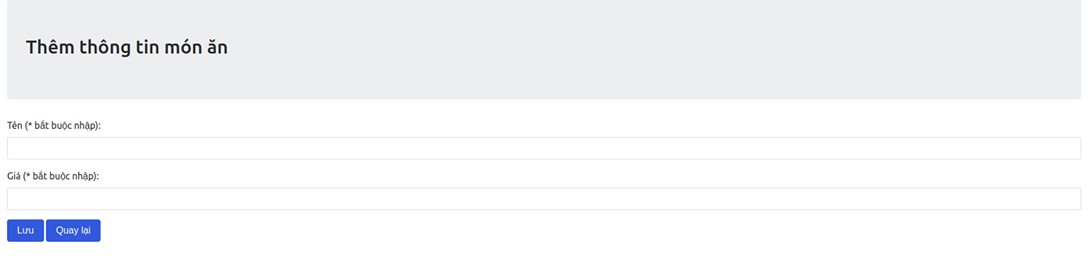 Thêm thông tin món ăn
Tên (* bắt buộc nhập):
Giá (* bắt buộc nhập):
Lưu Quay lại